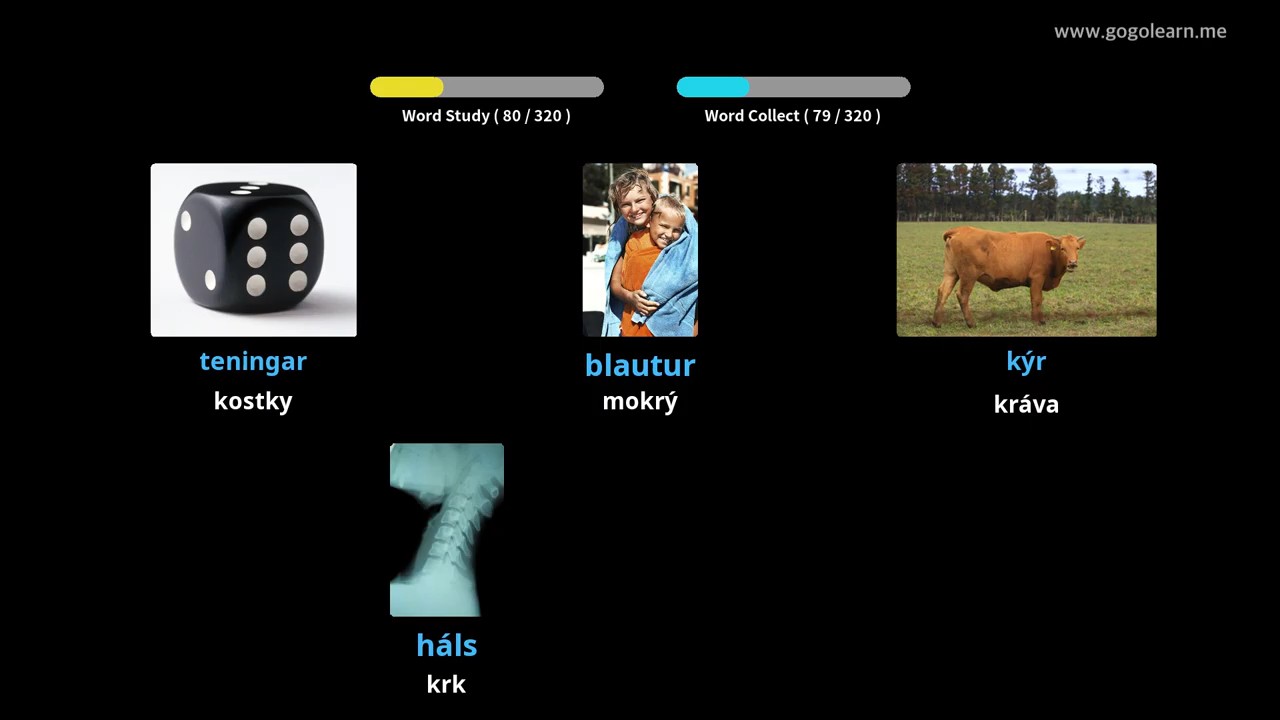 www.gogolearn.me
Word Study ( 80 / 320 )
Word Collect ( 79 / 320 )
teningar
kostky
blautur
mokrý
kýr
kráva
háls
krk